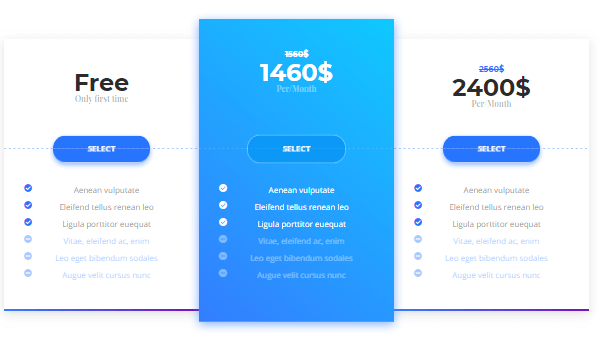 Free
Only first time
SELECT
Aenean vulputate
Eleifend tellus renean leo
Ligula porttitor euequat
Vitae, eleifend ac, enim
Leo eget bibendum sodales
Augue velit cursus nunc
1560$
1460$
Per/Month
SELECT
Aenean vulputate
Eleifend tellus renean leo
Ligula porttitor euequat
Vitae, eleifend ac, enim
Leo eget bibendum sodales
Augue velit cursus nunc
2560$
2400$
Per/Month
SELECT
Aenean vulputate
Eleifend tellus renean leo
Ligula porttitor euequat
Vitae, eleifend ac, enim
Leo eget bibendum sodales
Augue velit cursus nunc